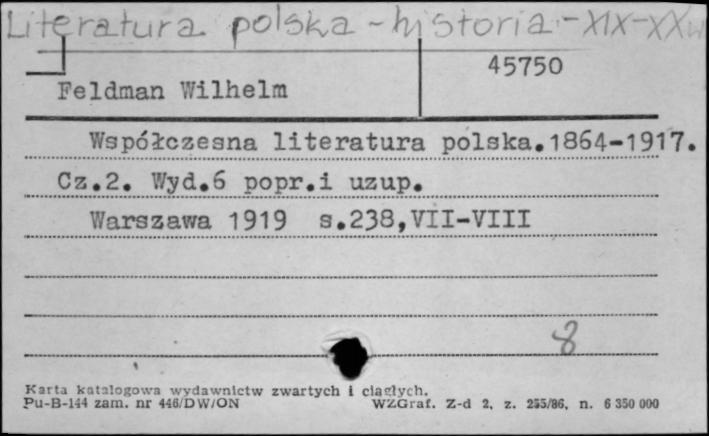 Literatura polska - historia - XIX-XXw
45750
Feldman Wilhelm
Współczesna literatura polska.1864-1917.
Cz.2. Wyd.6 popr.i uzup.
Warszawa 1919 s.238,VII-VIII
8
Karta katalogowa wydawnictw zwartych i ciągłych.
Pu-B-144 zam. nr 446/DW/ON WZGraf. Z-d 2, z. 255/86, n. 6 350 000